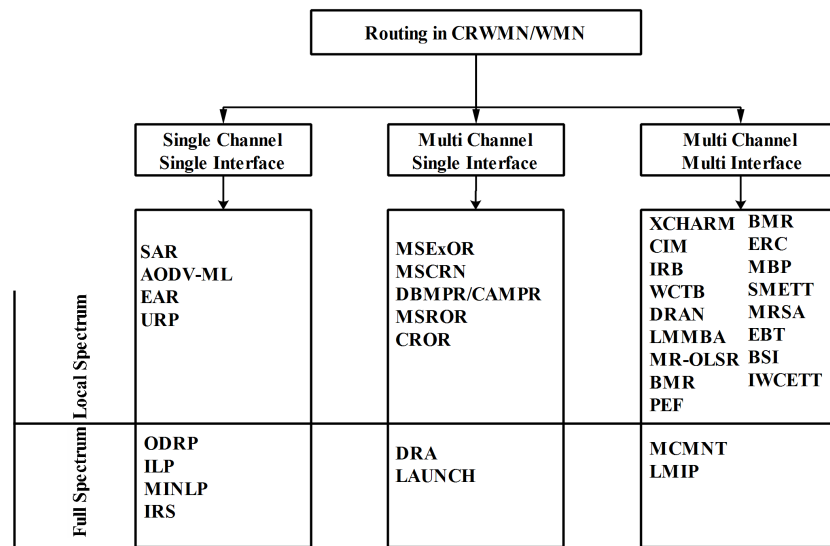 Routing in CRWMN/WMN
Single Channel
Single Interface
Multi Channel
Single Interface
Multi Channel
Multi Interface
Local Spectrum
SAR
AODV-ML
EAR
URP
MSExOR
MSCRN
DBMPR/CAMPR
MSROR
CROR
XCHARM
CIM
IRB
WCTB
DRAN
LMMBA
MR-OLSR
BMR
PEF
BMR
ERC
MBP
SMETT
MRSA
EBT
BSI
IWCETT
Full Spectrum
ODRP
ILP
MINLP
IRS
DRA
LAUNCH
MCMNT
LMIP